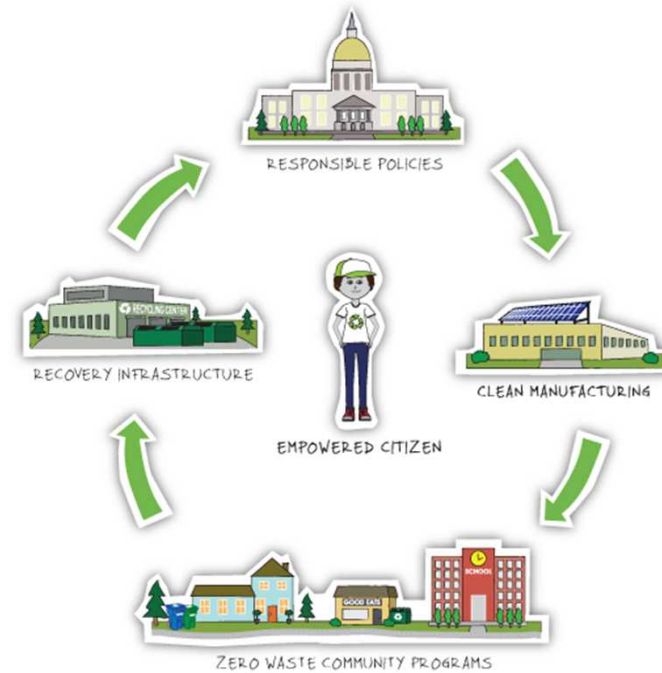 RESPONSIBLE POLICIES
RECYCLING CENTER
RECOVERY INFRASTRUCTURE
CLEAN MANUFACTURING
EMPOWERED CITIZEN
SCHOOL
GOOD EATS
ZERO WASTE COMMUNITY PROGRAMS